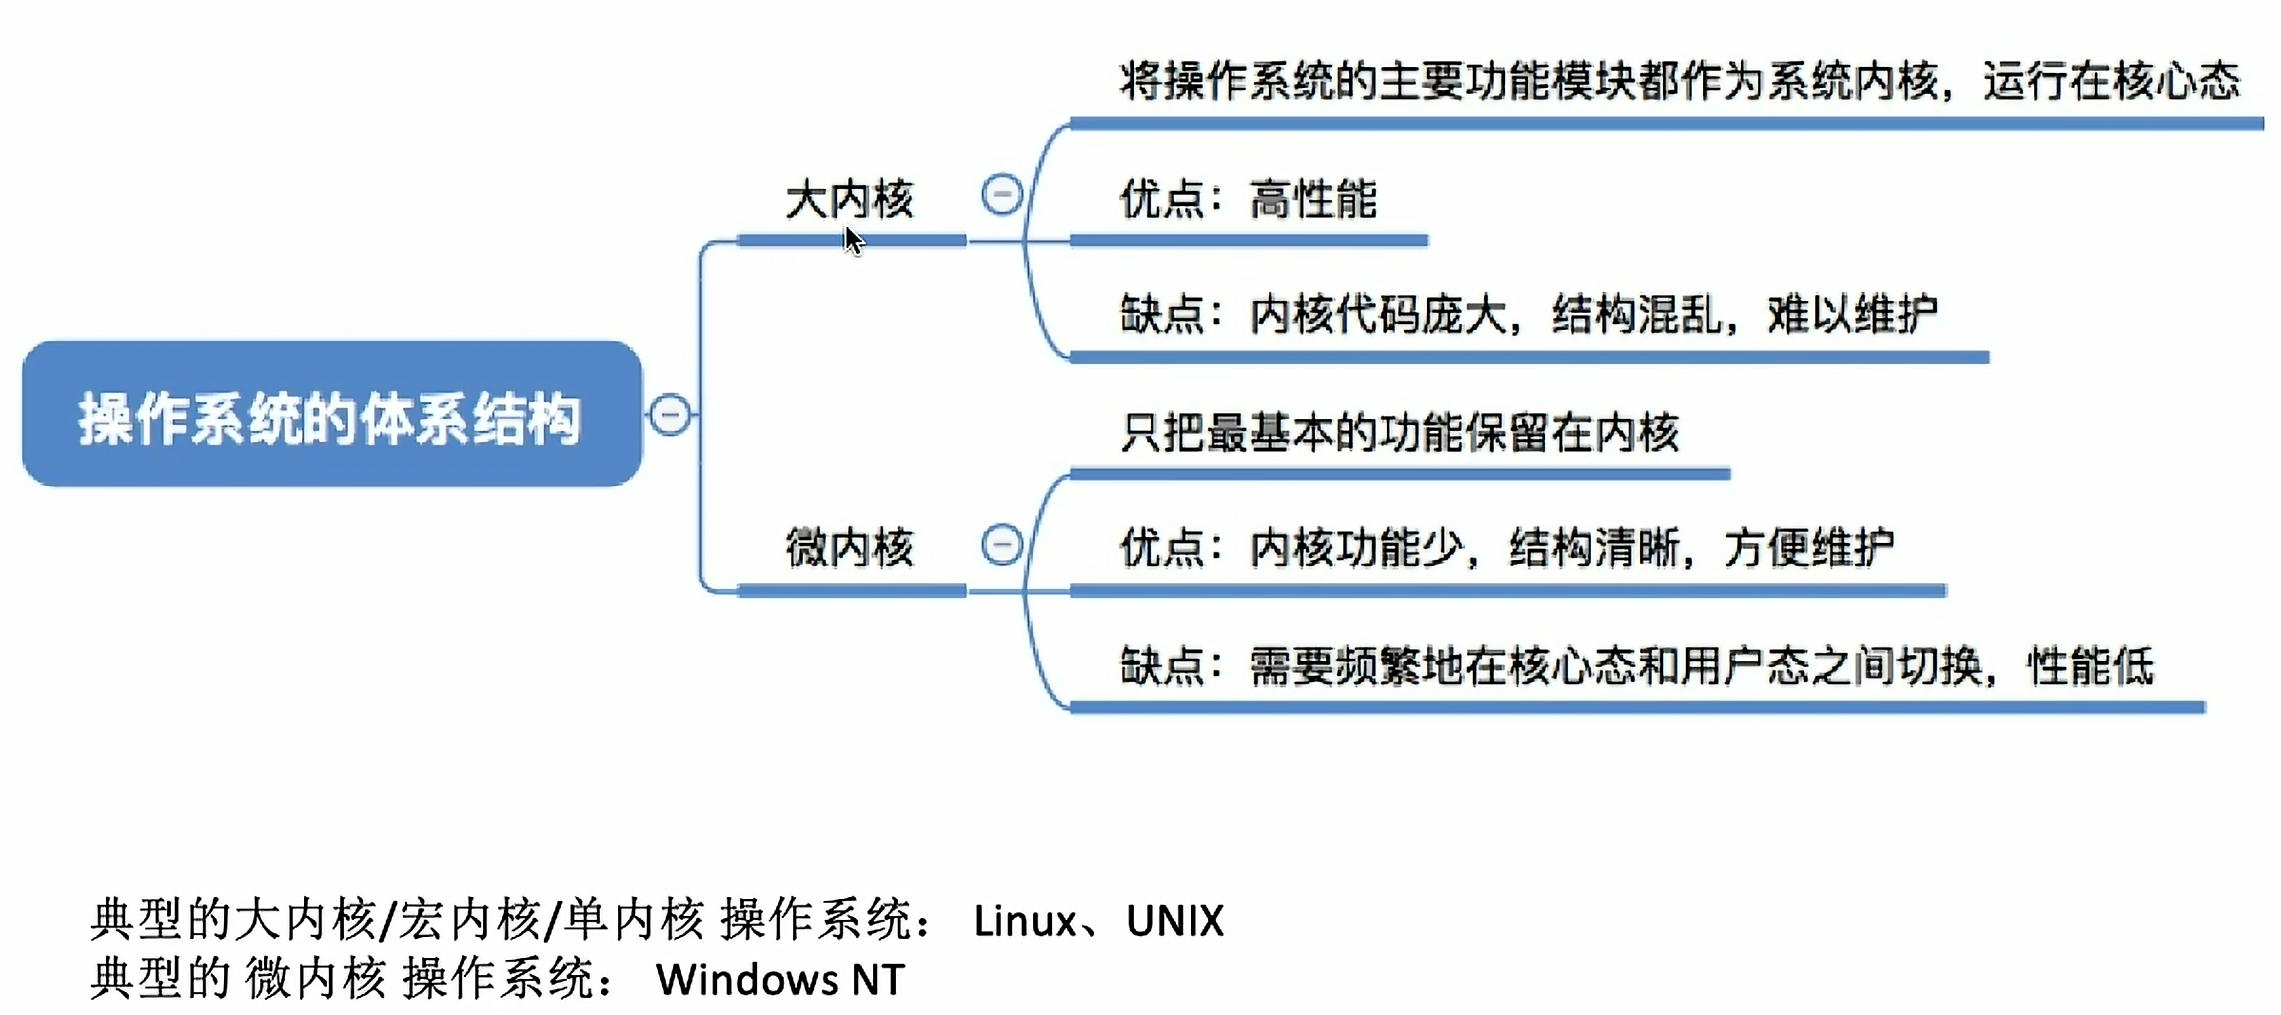 将操作系统的主要功能模块都作为系统内核，运行在核心态
大内核
优点：高性能
缺点：内核代码庞大，结构混乱，难以维护
操作系统的体系结构
只把最基本的功能保留在内核
微内核
优点：内核功能少，结构清晰，方便维护
缺点：需要频繁地在核心态和用户态之间切换，性能低
典型的大内核/宏内核/单内核 操作系统： Linux、UNIX
典型的 微内核 操作系统： Windows NT